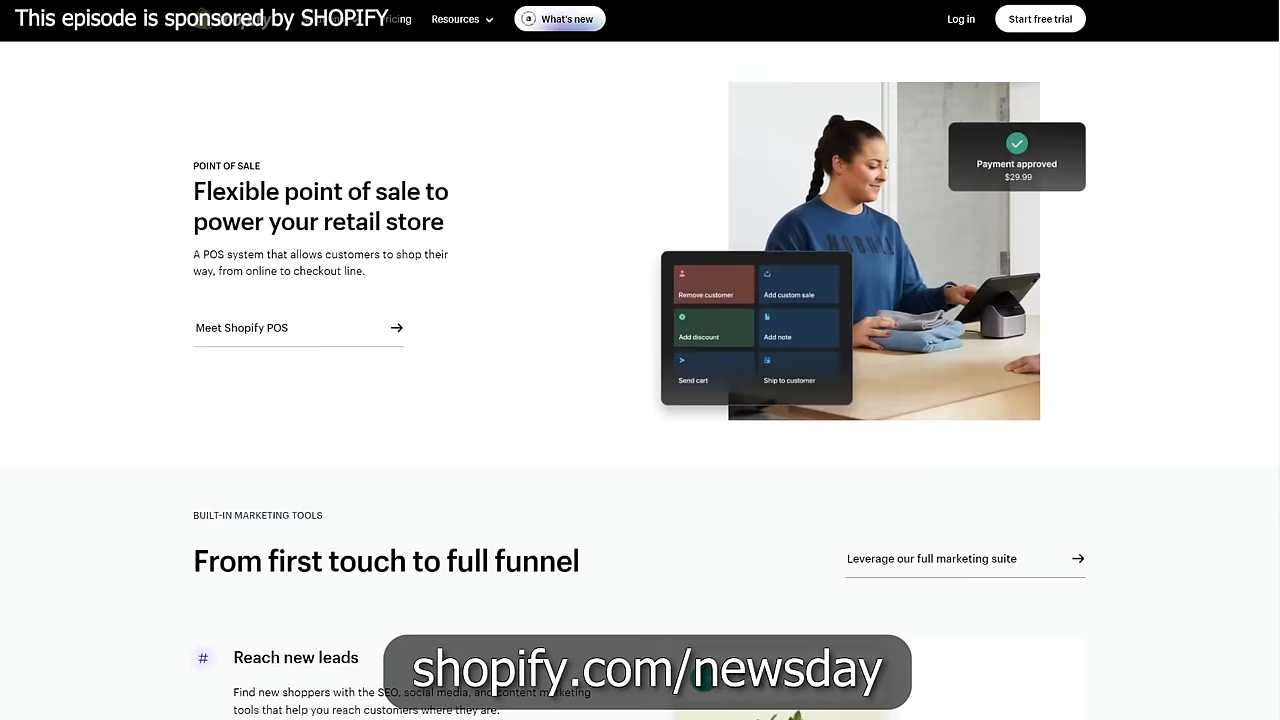 This episode is sponsored by SHOPIFY
Resources
What's new
Log in
Start free trial
POINT OF SALE
Flexible point of sale to
power your retail store
A POS system that allows customers to shop their
way, from online to checkout line.
Meet Shopify POS
Payment approved
$29.99
Remove customer
Add custom sale
Add discount
Add note
Send cart
Ship to customer
BUILT-IN MARKETING TOOLS
From first touch to full funnel
Leverage our full marketing suite
# Reach new leads
Find new shoppers with the SEO, social media, and content marketing
tools that help you reach customers where they are.
shopify.com/newsday